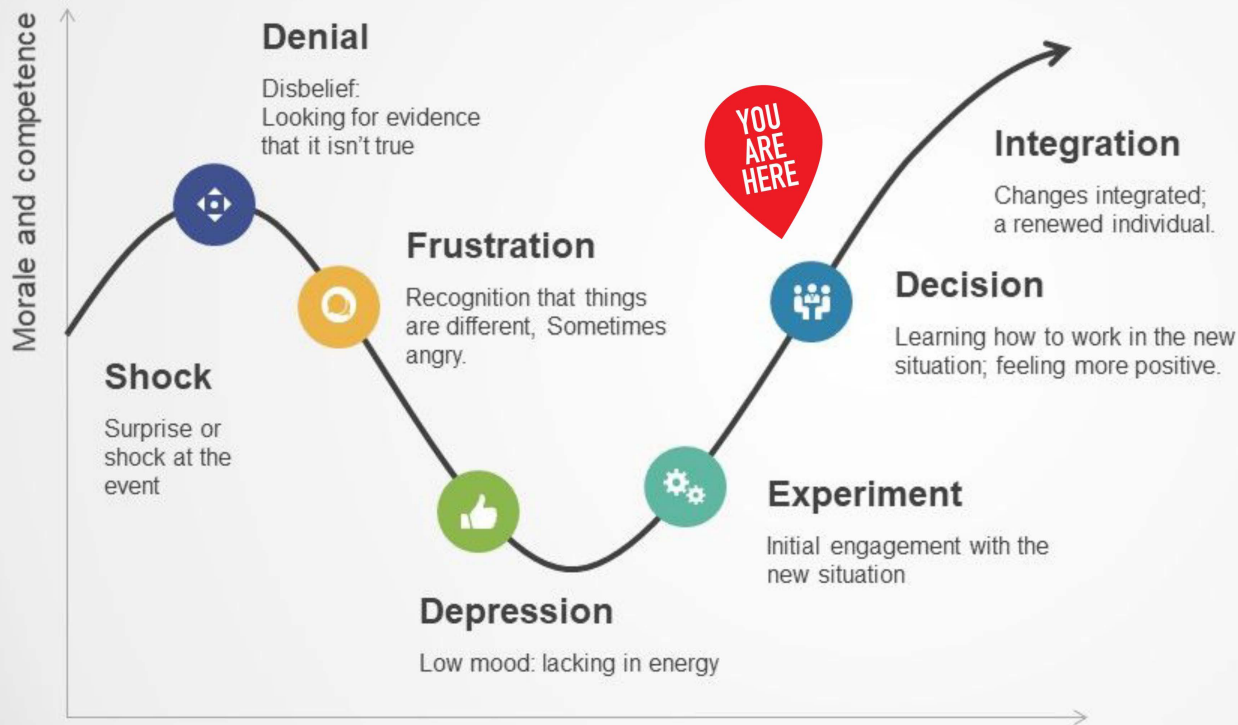 Morale and competence
Denial
Disbelief:
Looking for evidence
that it isn't true
Shock
Surprise or
shock at the
event
Frustration
Recognition that things
are different, Sometimes
angry.
Depression
Low mood: lacking in energy
Experiment
Initial engagement with the
new situation
YOU
ARE
HERE
Decision
Learning how to work in the new
situation; feeling more positive.
Integration
Changes integrated;
a renewed individual.